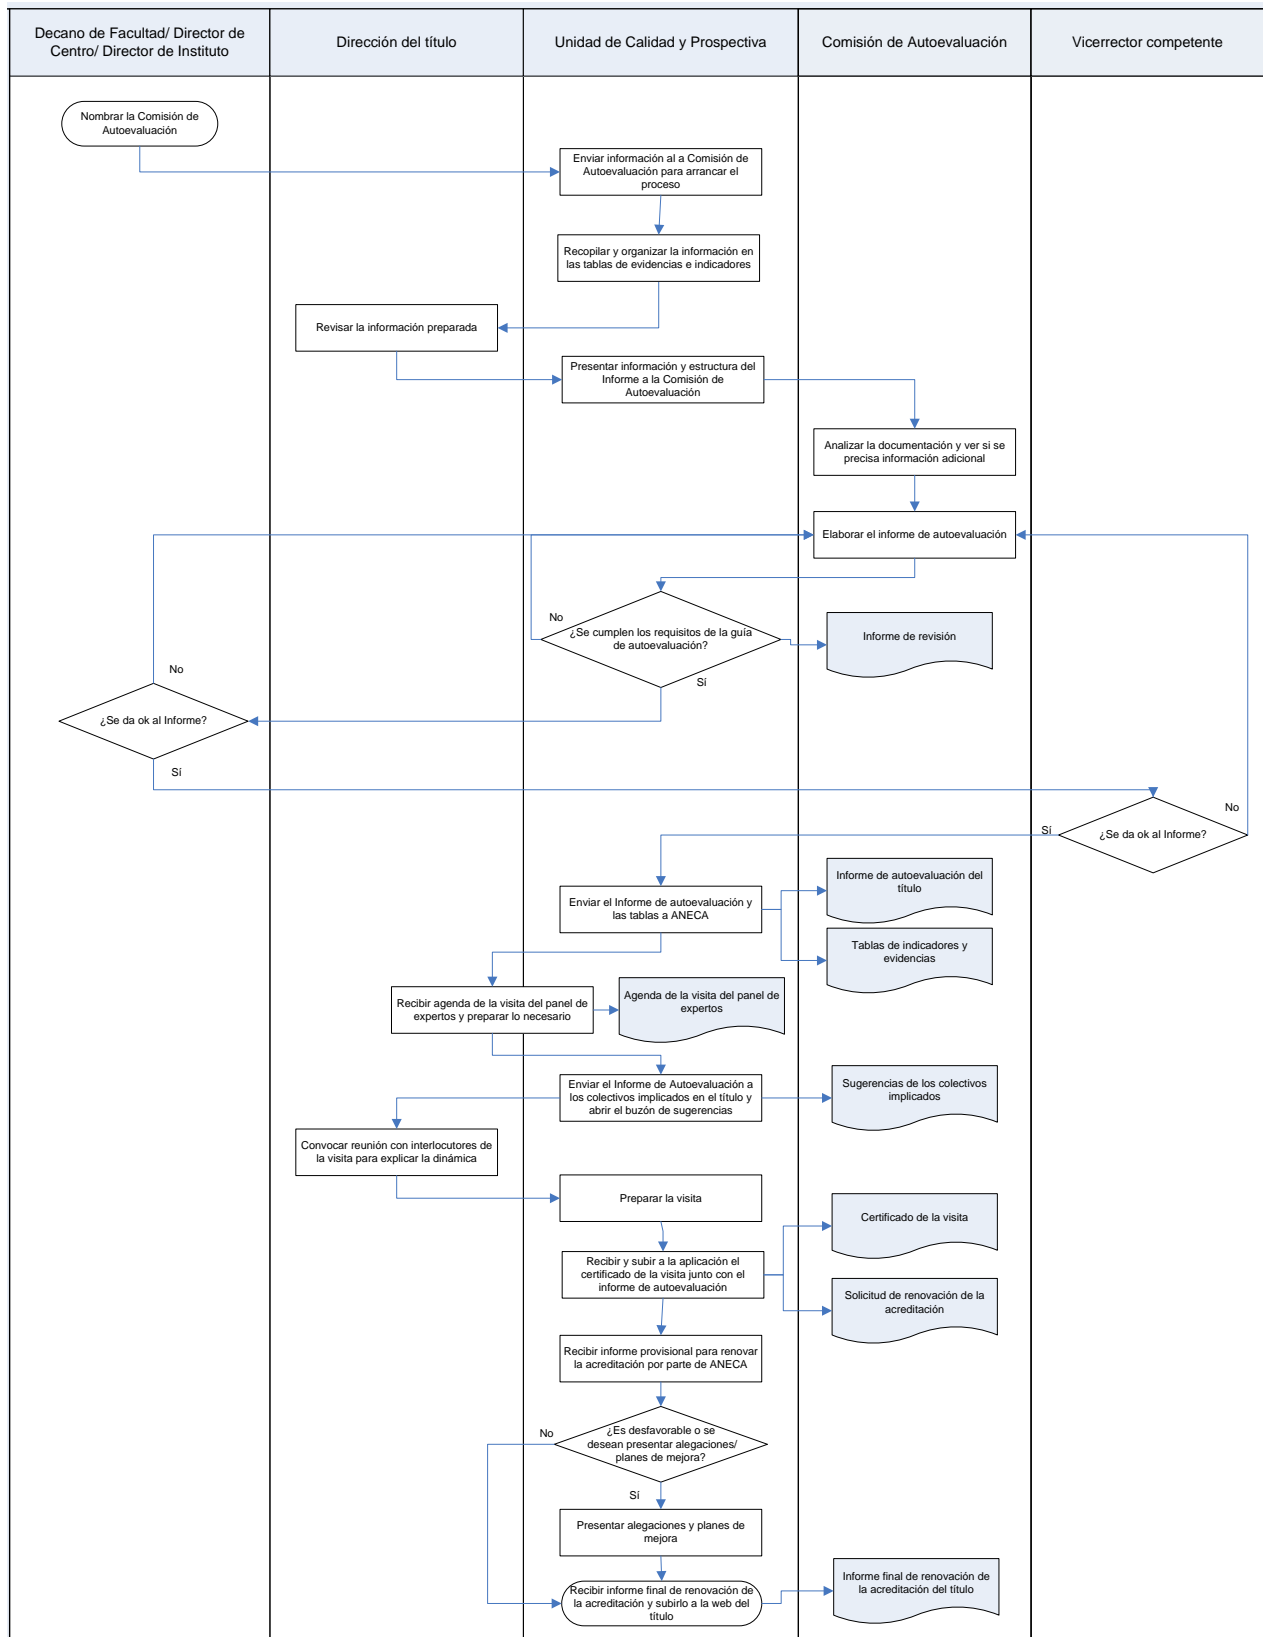 Decano de Facultad/ Director de
Centro/ Director de Instituto
Dirección del título
Unidad de Calidad y Prospectiva
Comisión de Autoevaluación
Vicerrector competente
Nombrar la Comisión de
Autoevaluación
Enviar información al a Comisión de
Autoevaluación para arrancar el
proceso
Recopilar y organizar la información en
las tablas de evidencias e indicadores
Revisar la información preparada
Presentar información y estructura del
Informe a la Comisión de
Autoevaluación
Analizar la documentación y ver si se
precisa información adicional
Elaborar el informe de autoevaluación
No
¿Se cumplen los requisitos de la guía
de autoevaluación?
Sí
Informe de revisión
No
¿Se da ok al Informe?
Sí
No
Sí
¿Se da ok al Informe?
Enviar el Informe de autoevaluación y
las tablas a ANECA
Informe de autoevaluación del
título
Tablas de indicadores y
evidencias
Recibir agenda de la visita del panel de
expertos y preparar lo necesario
Agenda de la visita del panel de
expertos
Enviar el Informe de Autoevaluación a
los colectivos implicados en el título y
abrir el buzón de sugerencias
Sugerencias de los colectivos
implicados
Convocar reunión con interlocutores de
la visita para explicar la dinámica
Preparar la visita
Certificado de la visita
Recibir y subir a la aplicación el
certificado de la visita junto con el
informe de autoevaluación
Solicitud de renovación de la
acreditación
Recibir informe provisional para renovar
la acreditación por parte de ANECA
¿Es desfavorable o se
desean presentar alegaciones/
planes de mejora?
No
Sí
Presentar alegaciones y planes de
mejora
Recibir informe final de renovación de
la acreditación y subirlo a la web del
título
Informe final de renovación de
la acreditación del título